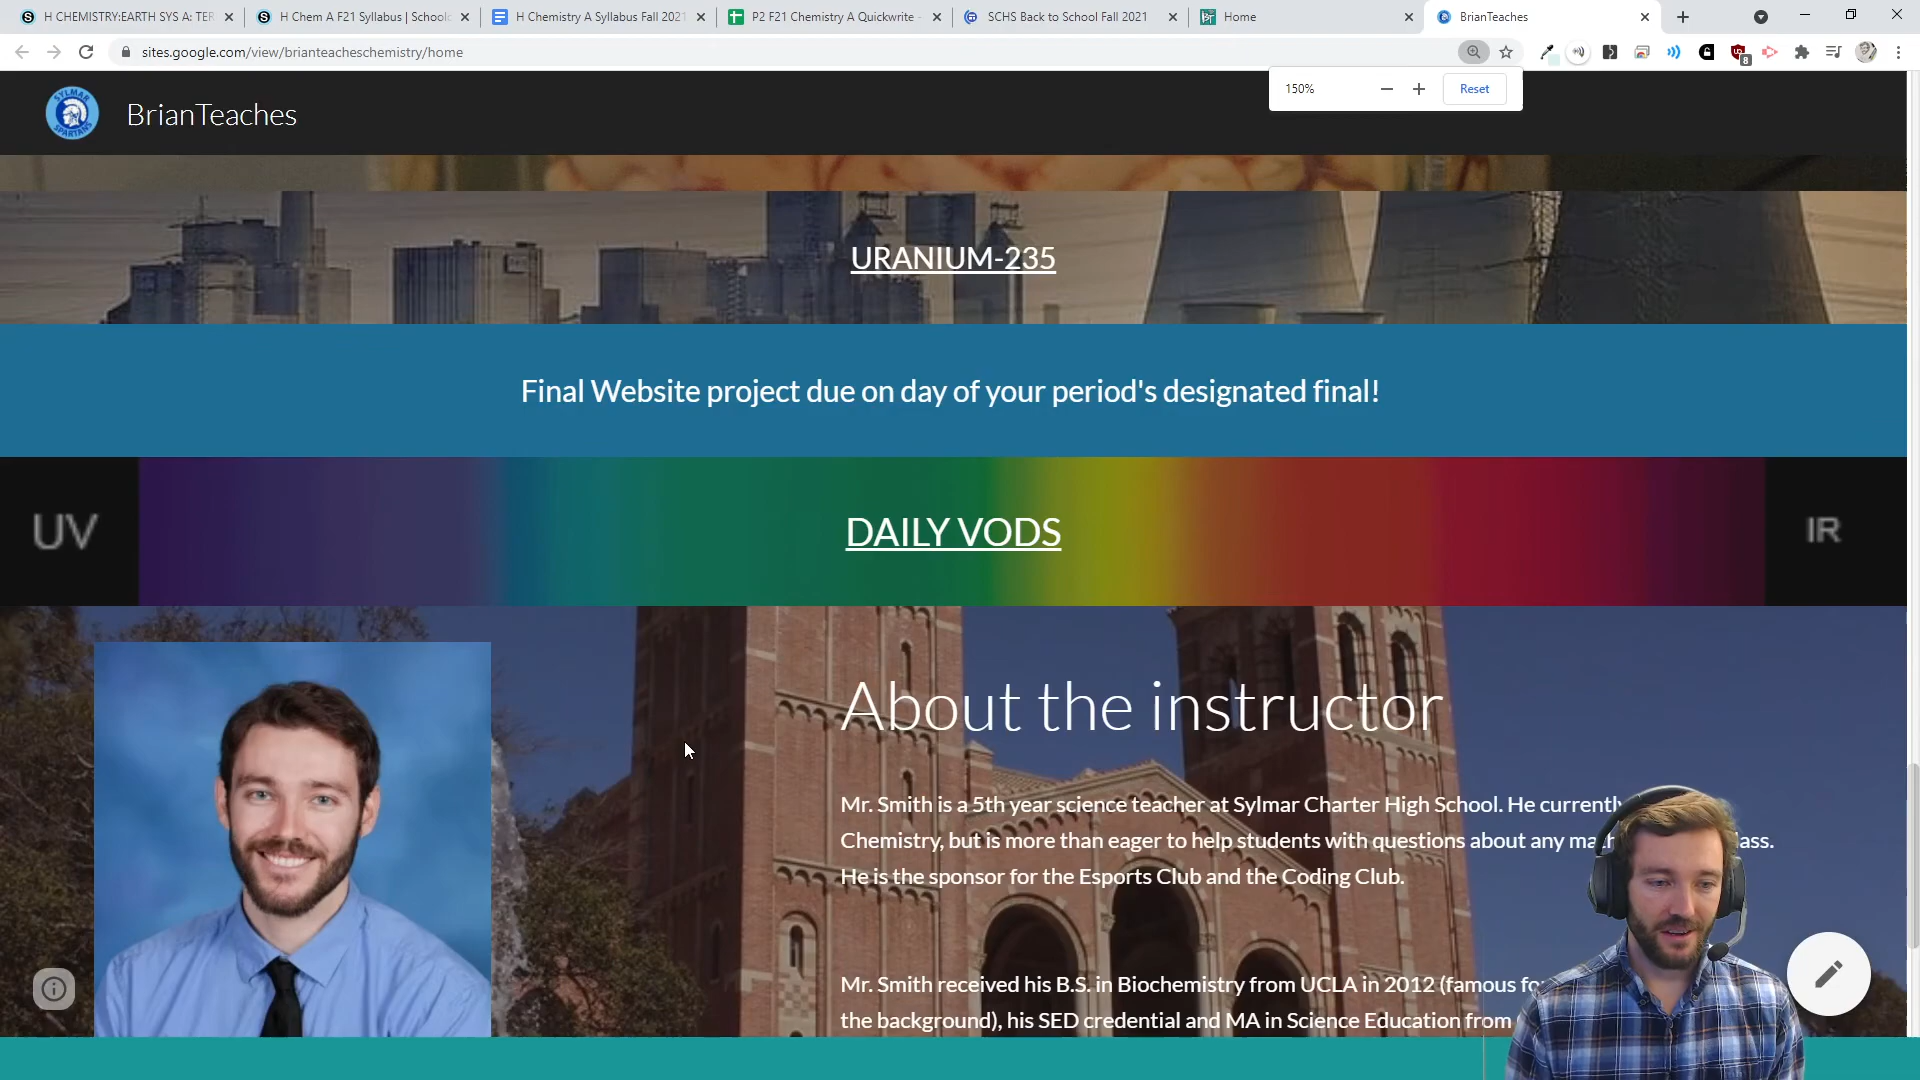 H CHEMISTRY:EARTH SYS A: TER
H Chem A F21 Syllabus | Schoolo
H Chemistry A Syllabus Fall 2021
P2 F21 Chemistry A Quickwrite -
SCHS Back to School Fall 2021
Home
BrianTeaches
sites.google.com/view/brianteacheschemistry/home
8
150%
Reset
SYLMAR
SPARTANS
BrianTeaches
URANIUM-235
Final Website project due on day of your period's designated final!
UV
DAILY VODS
IR
About the instructor
Mr. Smith is a 5th year science teacher at Sylmar Charter High School. He currently
Chemistry, but is more than eager to help students with questions about any
He is the sponsor for the Esports Club and the Coding Club.
Mr. Smith received his B.S. in Biochemistry from UCLA in 2012 (famous
the background), his SED credential and MA in Science Education from